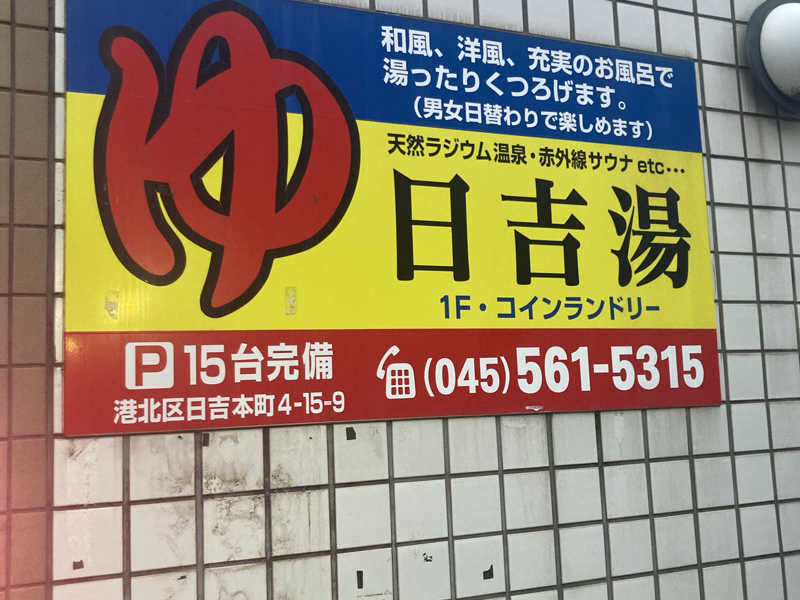 ゆ
和風、洋風、充実のお風呂で
湯ったりくつろげます。
(男女日替わりで楽しめます)
天然ラジウム温泉・赤外線サウナ etc…
日吉湯
1F・コインランドリー
P 15台完備
港北区日吉本町4-15-9
(045)561-5315